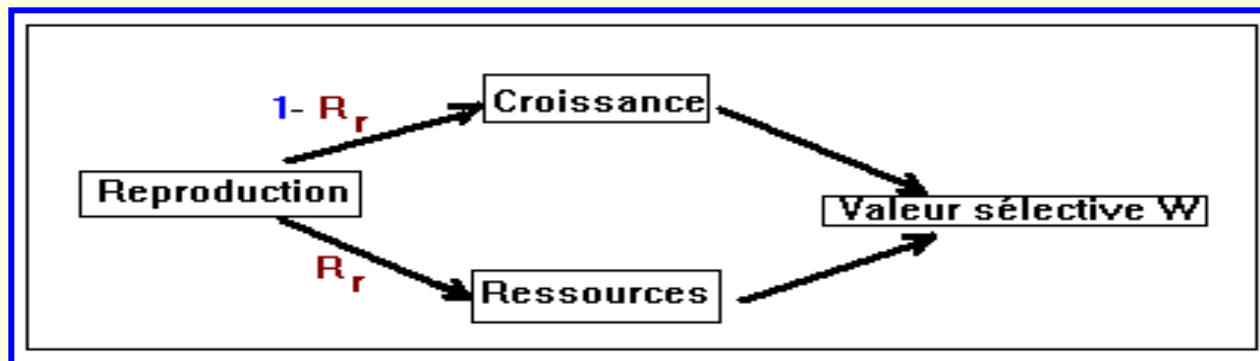 1- Rr
Croissance
Reproduction
Valeur sélective W
Rr
Ressources